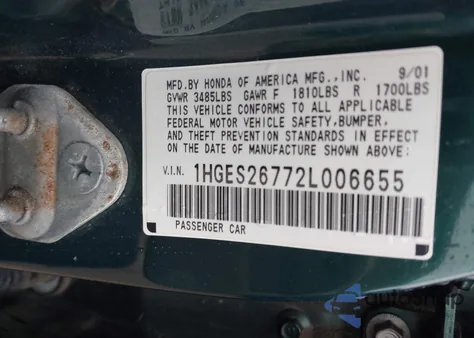 MFD.BY HONDA OF AMERICA MFG.,INC. 9/01
GVWR 3485LBS GAWR F 1810LBS R 1700LBS
THIS VEHICLE CONFORMS TO ALL APPLICABLE
FEDERAL MOTOR VEHICLE SAFETY,BUMPER,
AND THEFT PREVENTION STANDARDS IN EFFECT
ON THE DATE OF MANUFACTURE SHOWN ABOVE.
V.I.N. 1HGES26772L006655
PASSENGER CAR
autosnap